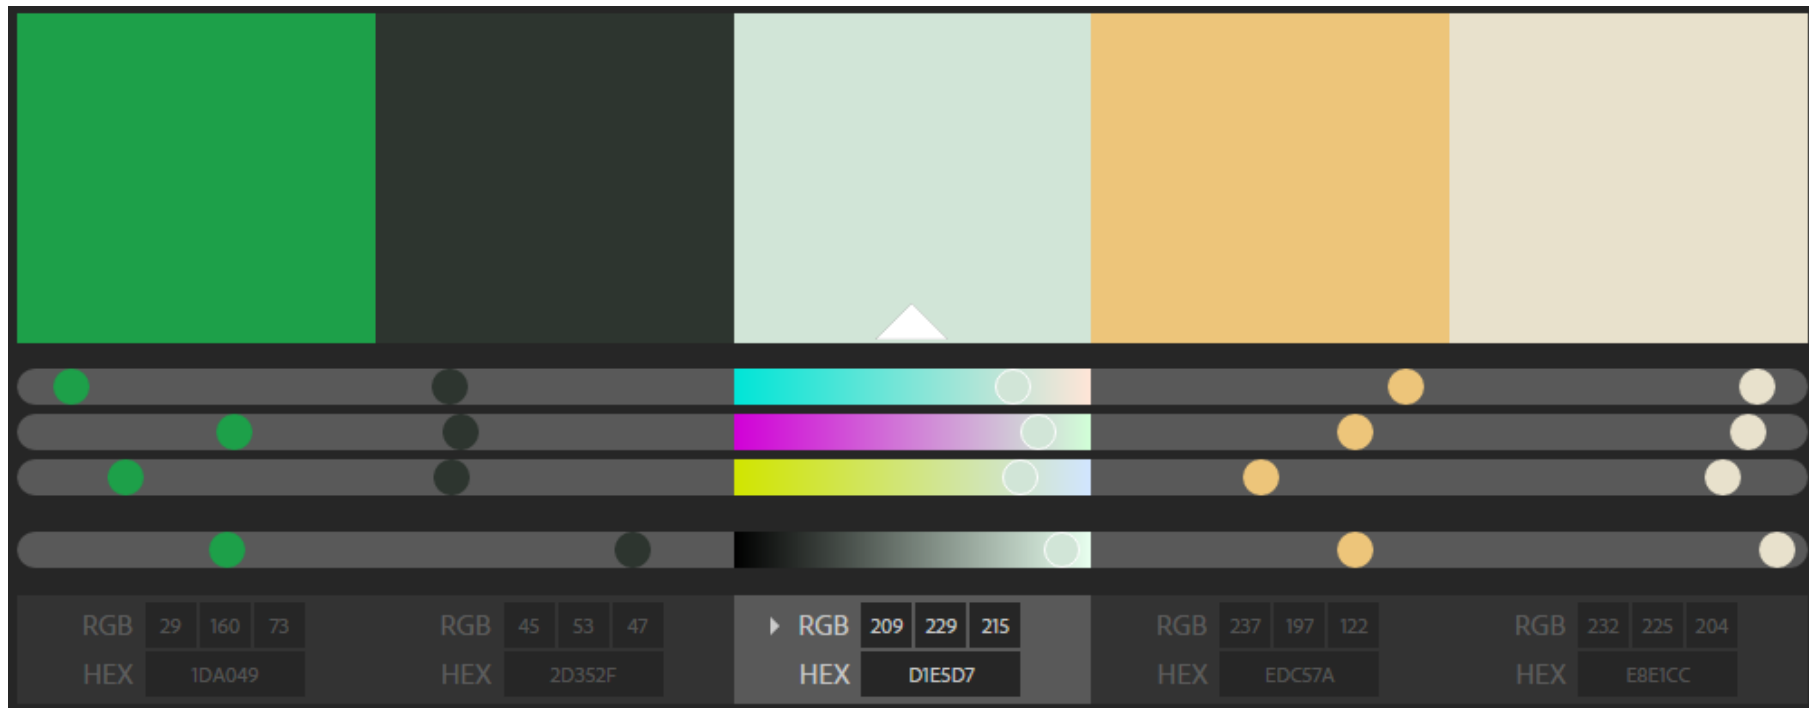 RGB 29 160 73 RGB 45 53 47 RGB 209 229 215 RGB 237 197 122 RGB 232 225 204
HEX 1DA049 HEX 2D352F HEX D1E5D7 HEX EDC57A HEX E8E1CC